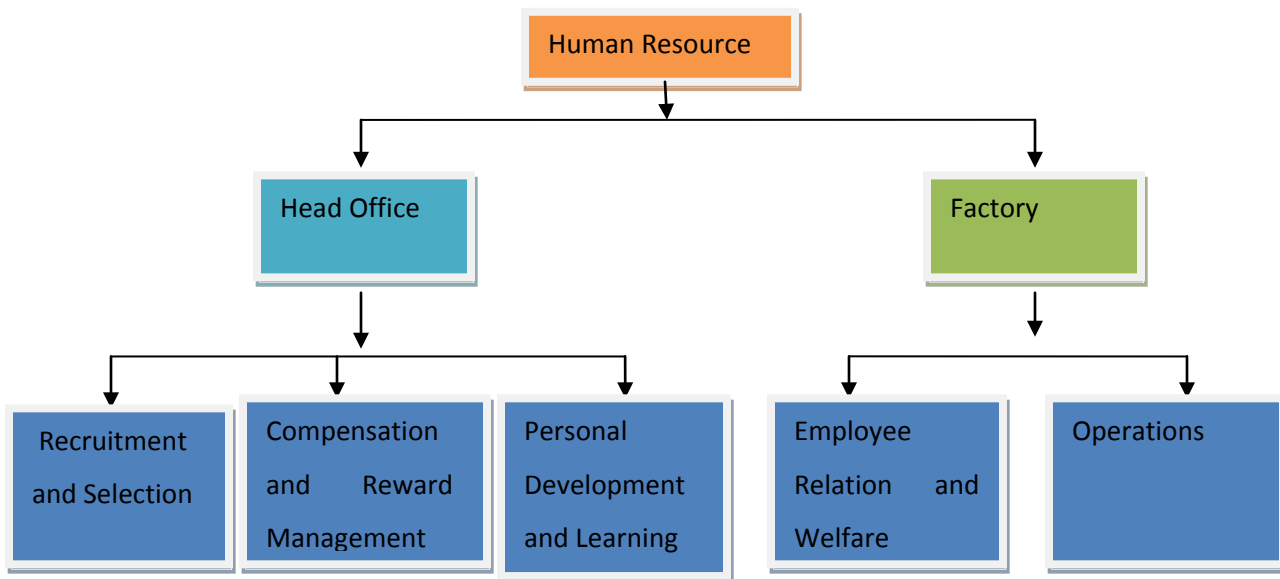 Human Resource
Head Office
Factory
Recruitment
and Selection
Compensation
and Reward
Management
Personal
Development
and Learning
Employee
Relation and
Welfare
Operations